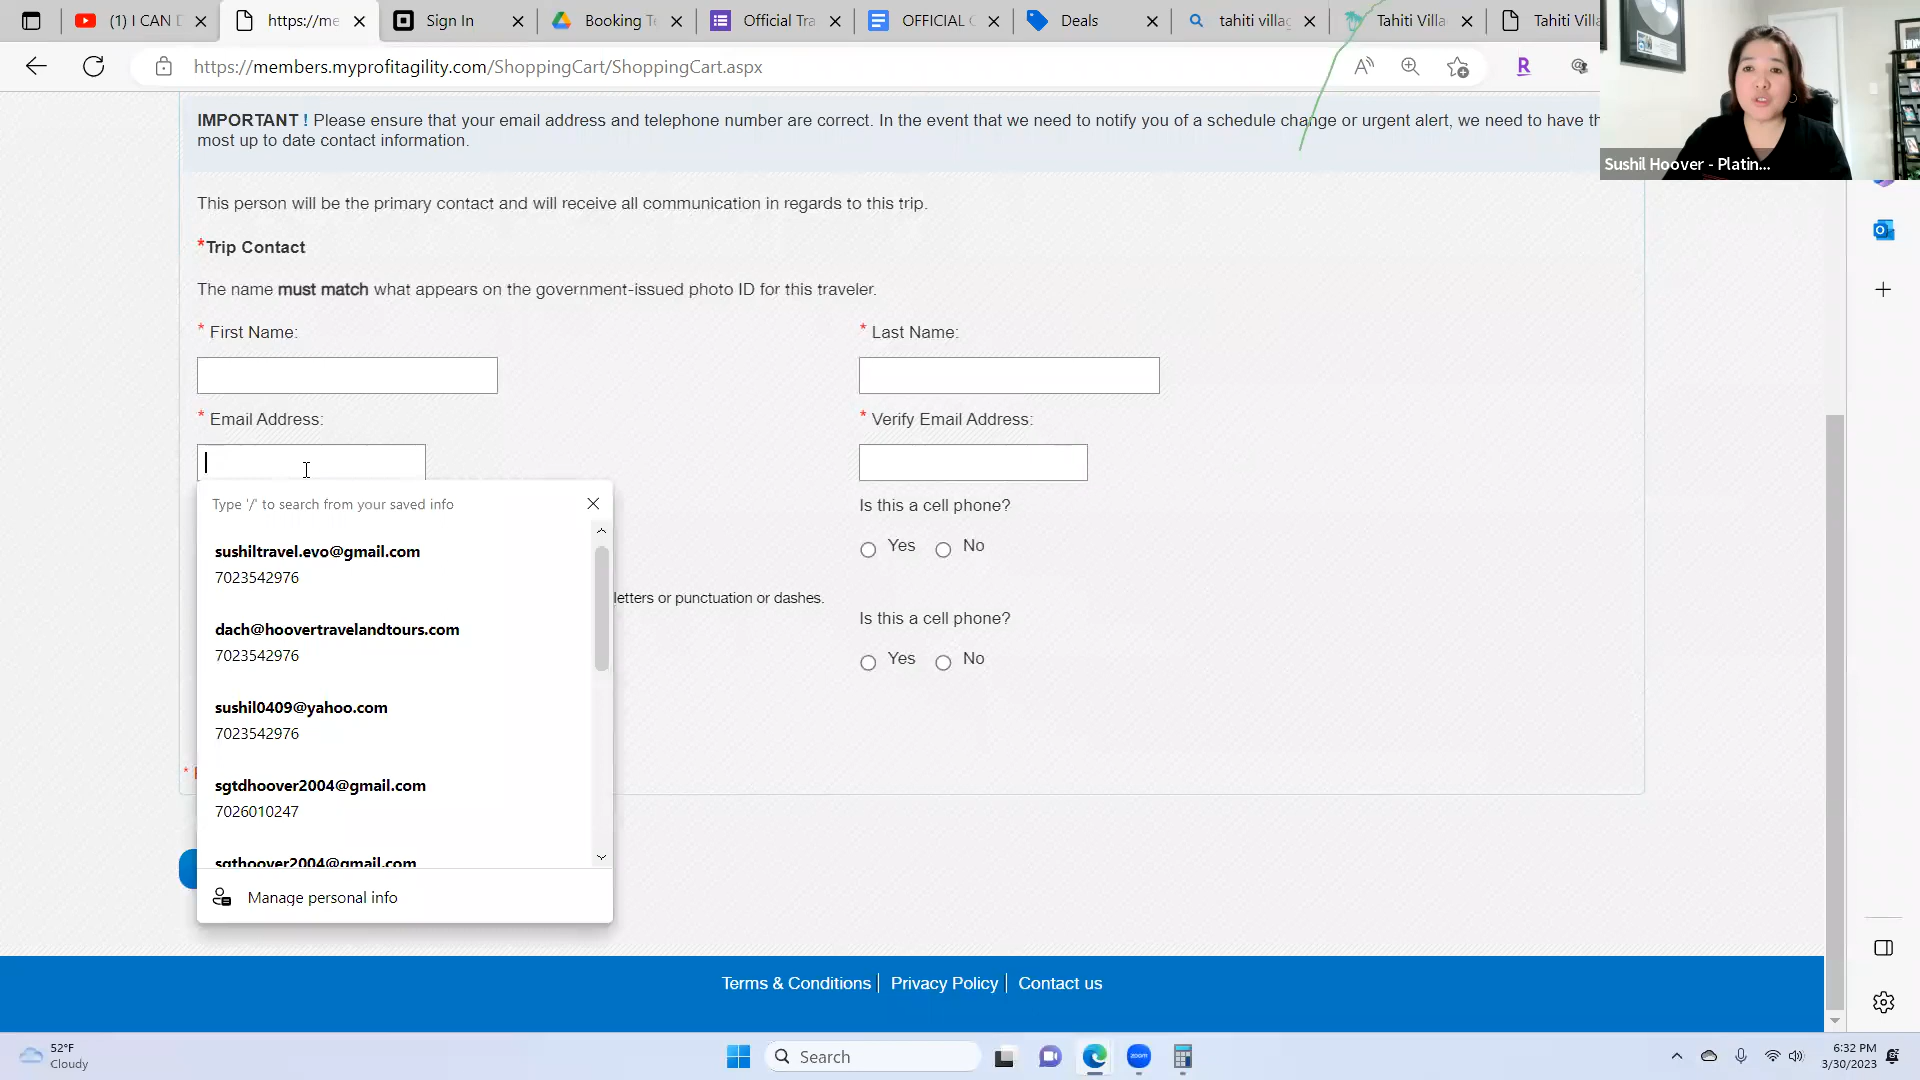 (1) I CAN D
https://me
Sign In
Booking Te
Official Tra
OFFICIAL C
Deals
tahiti villag
Tahiti Villa
Tahiti Villa
https://members.myprofitagility.com/ShoppingCart/ShoppingCart.aspx
IMPORTANT ! Please ensure that your email address and telephone number are correct. In the event that we need to notify you of a schedule change or urgent alert, we need to have th
most up to date contact information.
Sushil Hoover - Platin...
This person will be the primary contact and will receive all communication in regards to this trip.
*Trip Contact
The name must match what appears on the government-issued photo ID for this traveler.
* First Name:
* Last Name:
* Email Address:
* Verify Email Address:
Type '/' to search from your saved info
sushiltravel.evo@gmail.com
7023542976
dach@hoovertravelandtours.com
7023542976
sushil0409@yahoo.com
7023542976
sgtdhoover2004@gmail.com
7026010247
sgthoover2004@gmail.com
Manage personal info
Is this a cell phone?
Yes No
letters or punctuation or dashes.
Is this a cell phone?
Yes No
Terms & Conditions | Privacy Policy | Contact us
52°F
Cloudy
Search
zoom
6:32 PM
3/30/2023